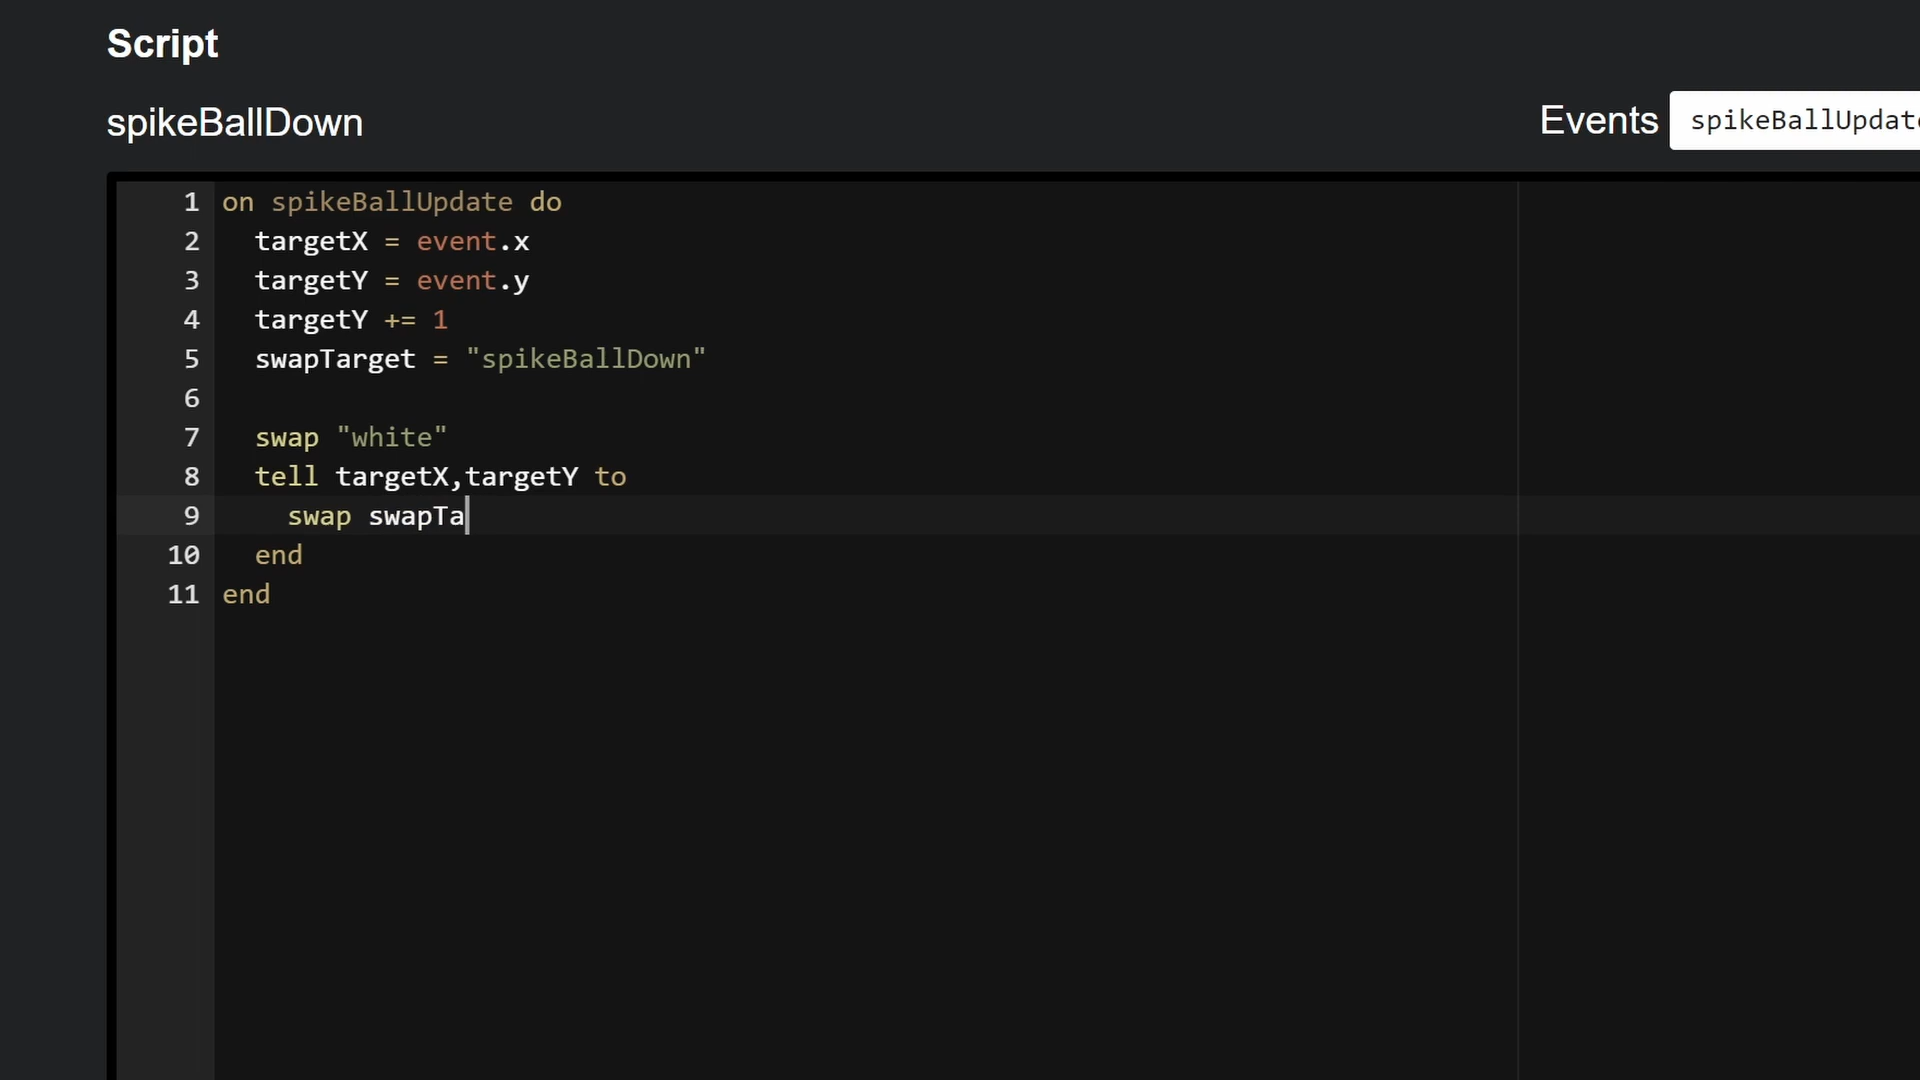 Script
spikeBallDown
Events spikeBallUpdate
1 on spikeBallUpdate do
2 targetX = event.x
3 targetY = event.y
4 targetY += 1
5 swapTarget = "spikeBallDown"
6
7 swap "white"
8 tell targetX,targetY to
9 swap swapTa
10 end
11 end